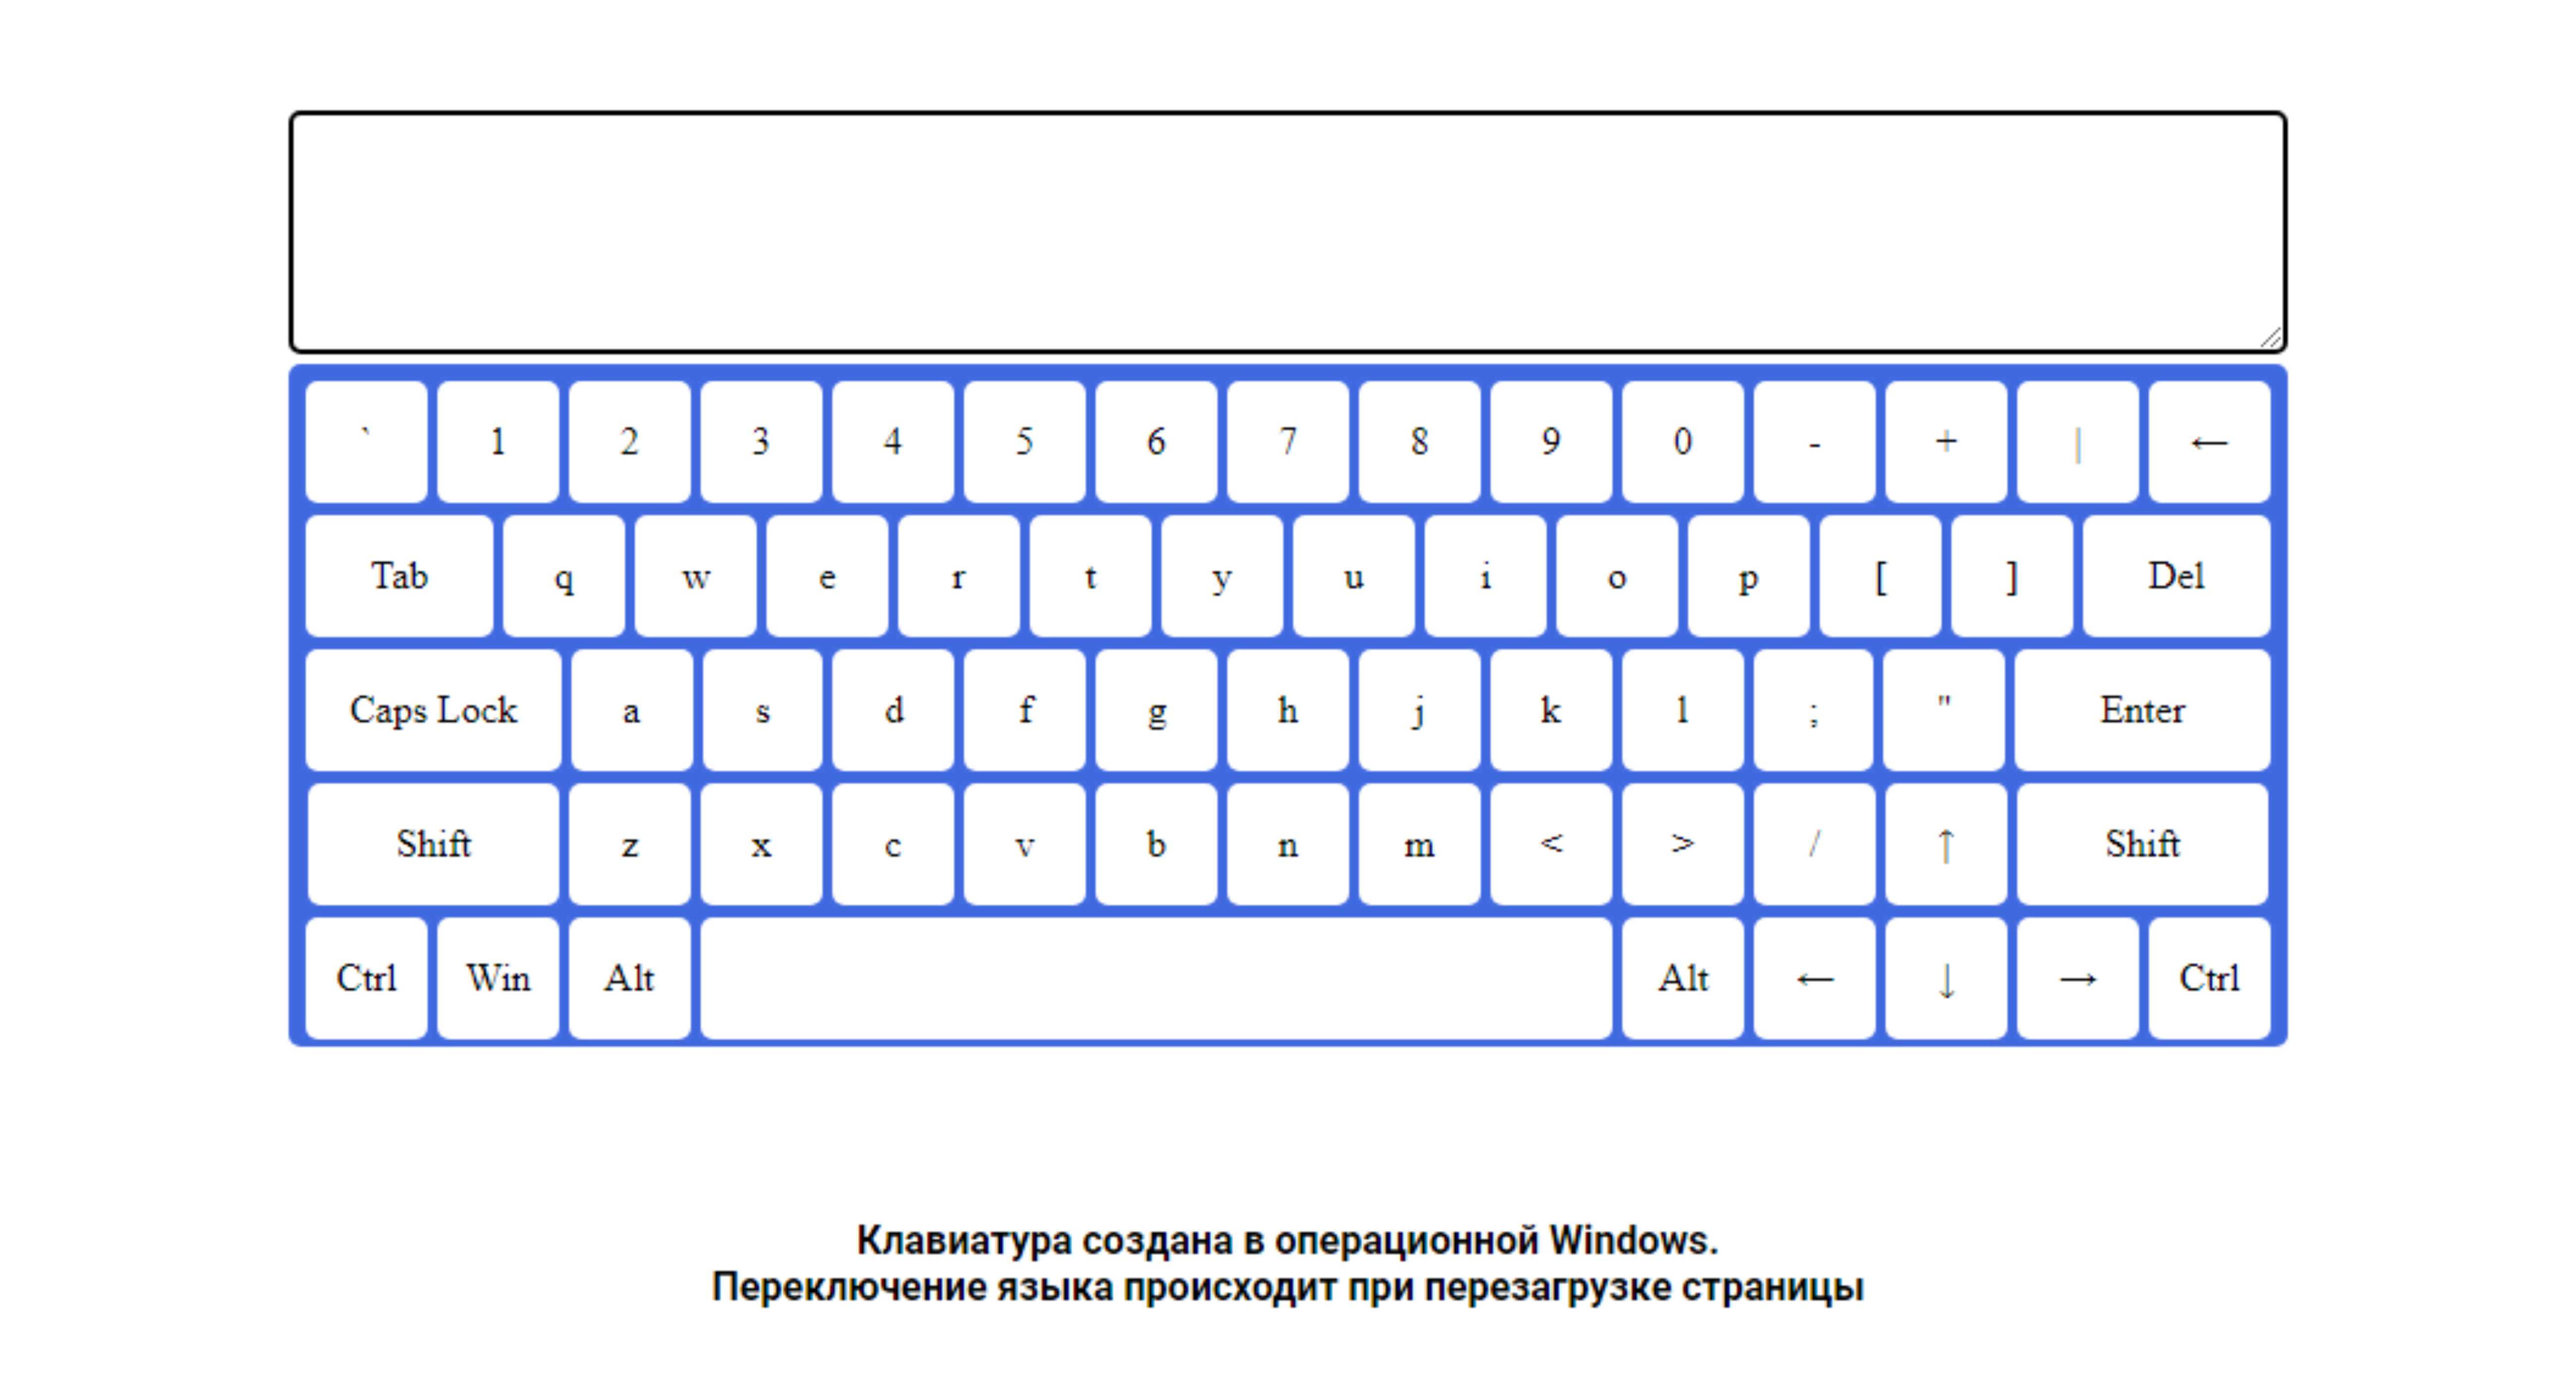 ` 1 2 3 4 5 6 7 8 9 0 - + | ←
Tab q w e r t y u i o p [ ] Del
Caps Lock a s d f g h j k l ; " Enter
Shift z x c v b n m < > / ↑ Shift
Ctrl Win Alt Alt ← ↓ → Ctrl
Клавиатура создана в операционной Windows.
Переключение языка происходит при перезагрузке страницы